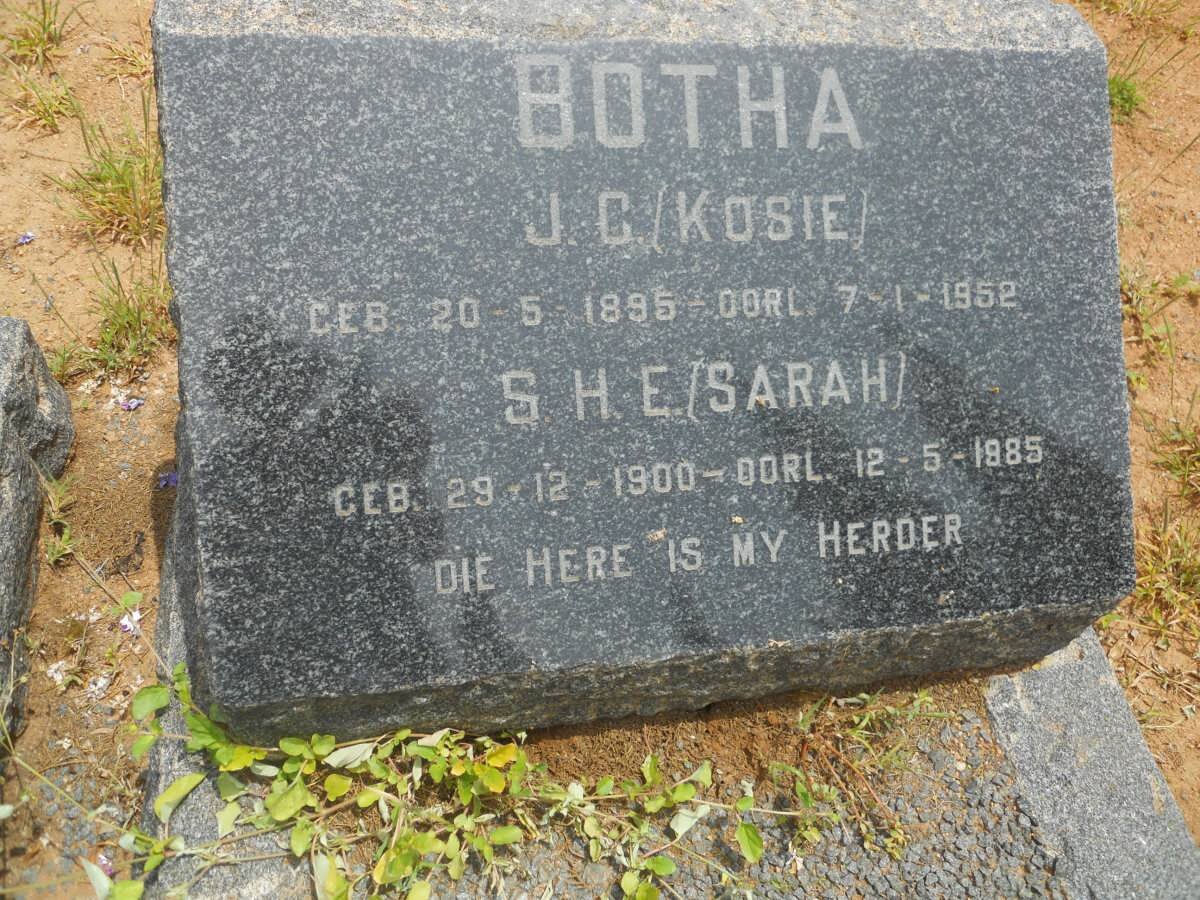 BOTHA
J. C. (KOSIE)
GEB. 20-5-1895-OORL. 7-1-1952
S. H. E. (SARAH)
GEB. 29-12-1900-OORL. 12-5-1985
DIE HERE IS MY HERDER